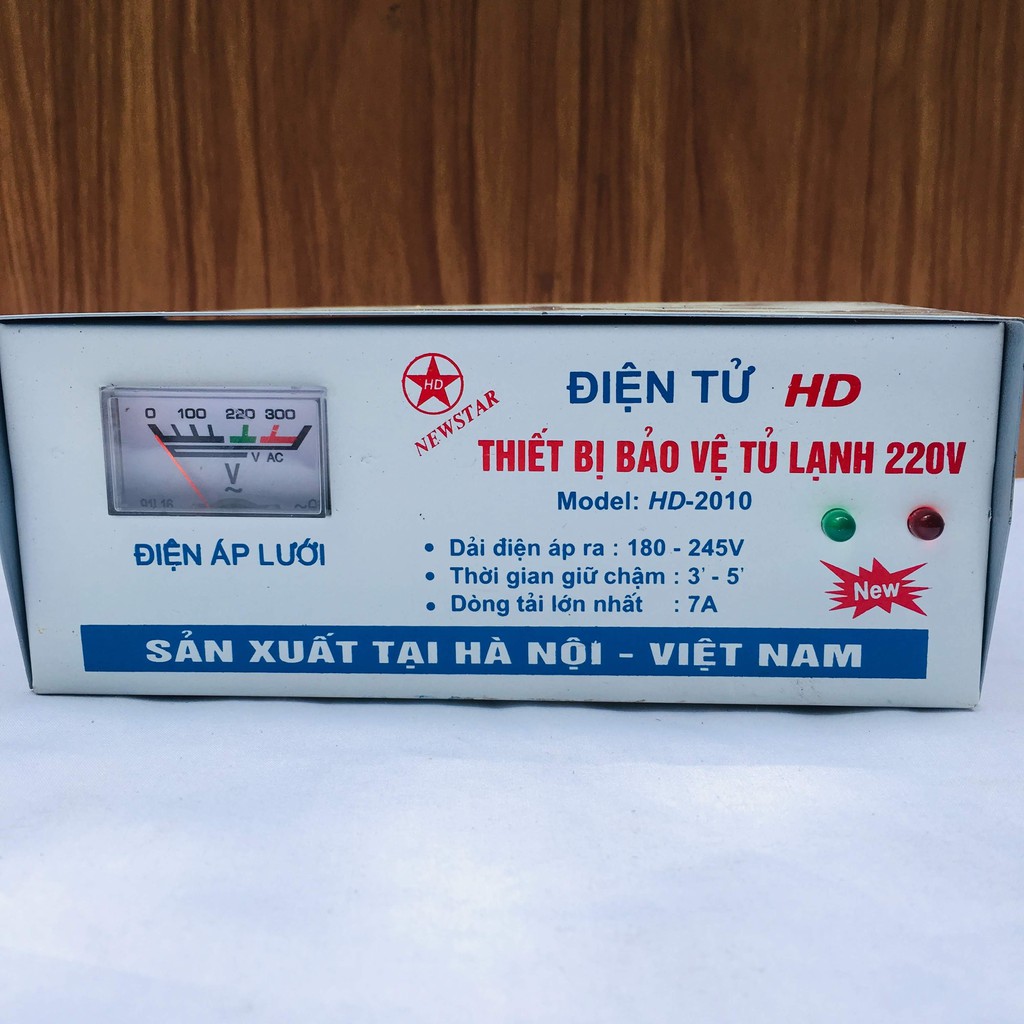 0 100 220 300
V AC
V
~
ĐIỆN ÁP LƯỚI
HD
NEWSTAR
ĐIỆN TỬ HD
THIẾT BỊ BẢO VỆ TỦ LẠNH 220V
Model: HD-2010
• Dải điện áp ra : 180 - 245V
• Thời gian giữ chậm : 3' - 5'
• Dòng tải lớn nhất : 7A
New
SẢN XUẤT TẠI HÀ NỘI - VIỆT NAM